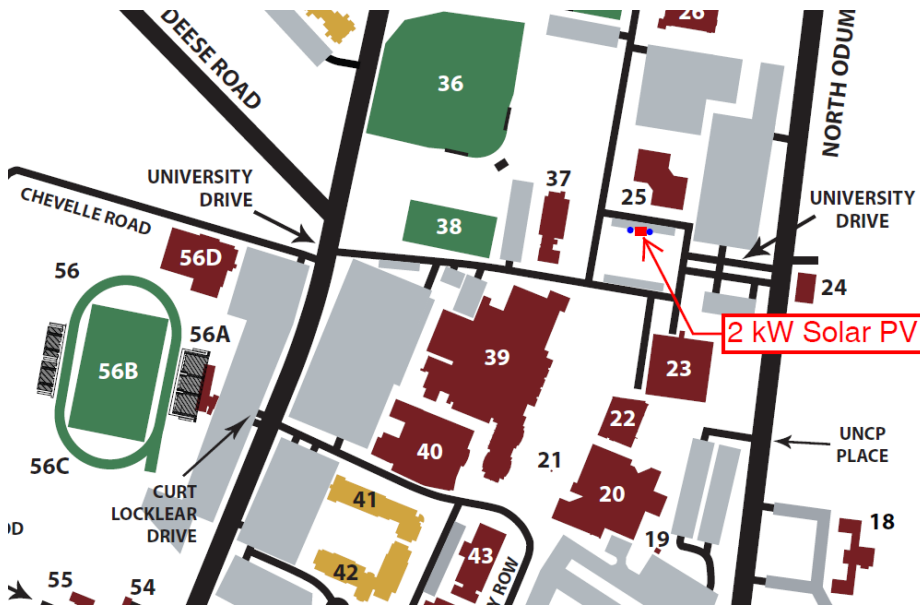 26
DEESE ROAD
36
NORTH ODUM
UNIVERSITY
DRIVE
37
25
CHEVELLE ROAD
UNIVERSITY
DRIVE
38
56D
56
24
56A
2 kW Solar PV
39
56B
23
22
40
UNCP
PLACE
56C
21
41
CURT
LOCKLEAR
DRIVE
20
18
19
43
42
Y ROW
OD
55
54